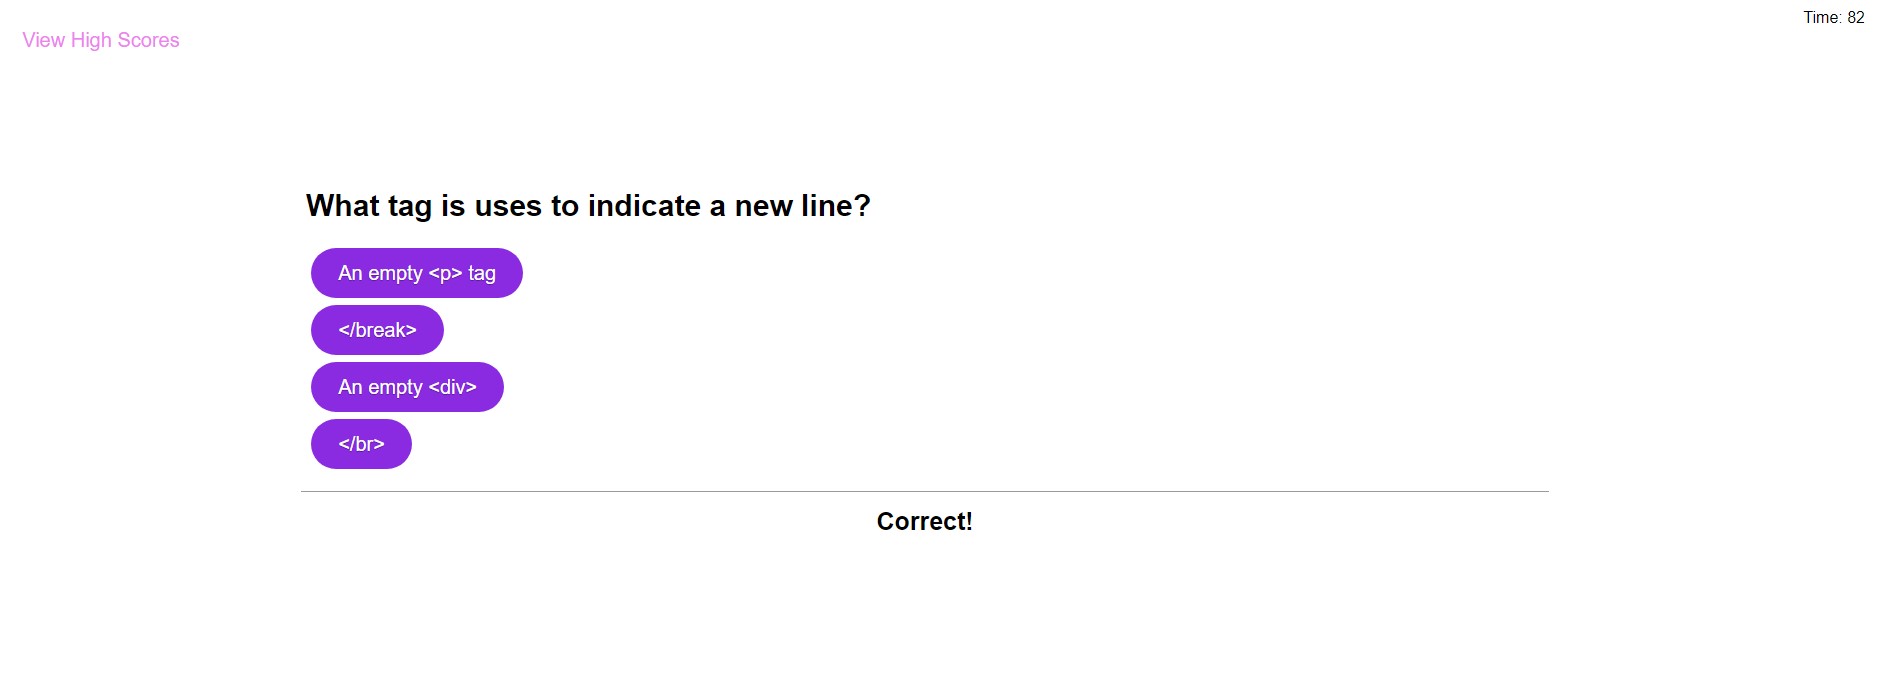 Time: 82
View High Scores
What tag is uses to indicate a new line?
An empty <p> tag
</break>
An empty <div>
</br>
Correct!